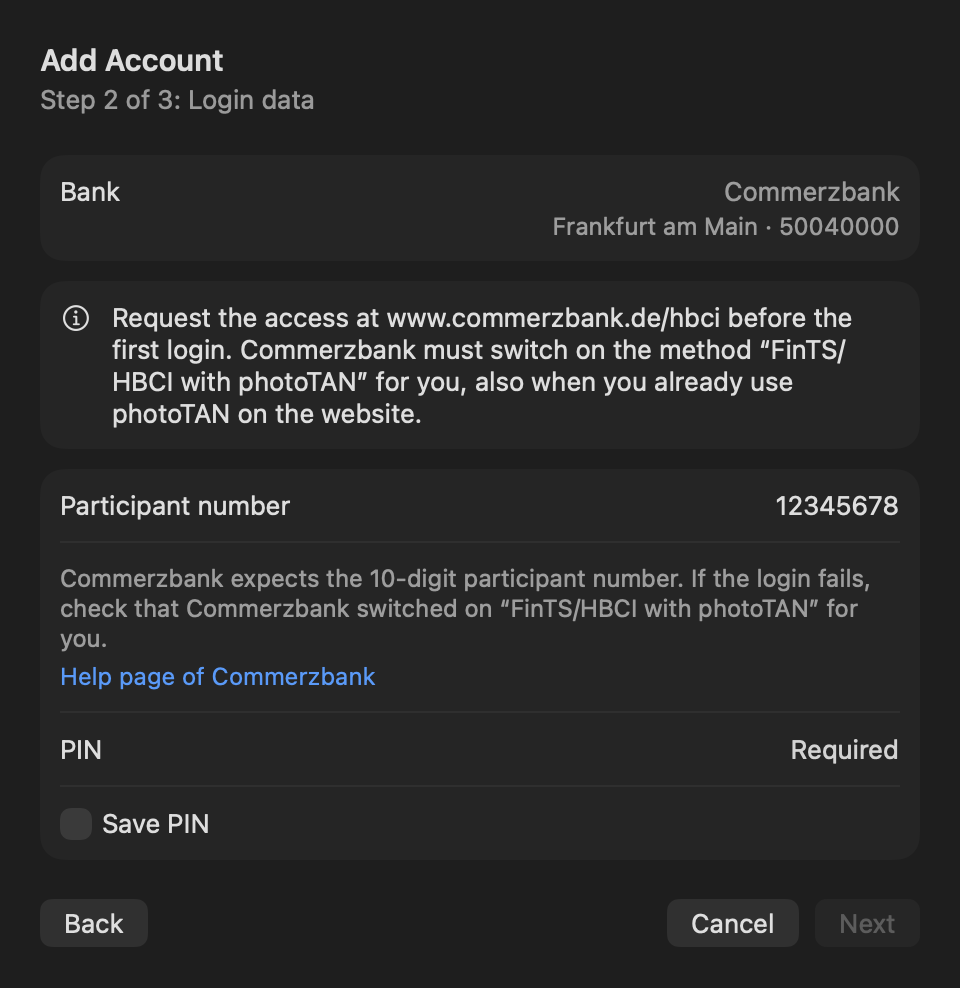 Add Account
Step 2 of 3: Login data
Bank
Commerzbank
Frankfurt am Main · 50040000
Request the access at www.commerzbank.de/hbci before the
first login. Commerzbank must switch on the method “FinTS/
HBCI with photoTAN” for you, also when you already use
photoTAN on the website.
Participant number
12345678
Commerzbank expects the 10-digit participant number. If the login fails,
check that Commerzbank switched on “FinTS/HBCI with photoTAN” for
you.
Help page of Commerzbank
PIN
Required
Save PIN
Back
Cancel
Next